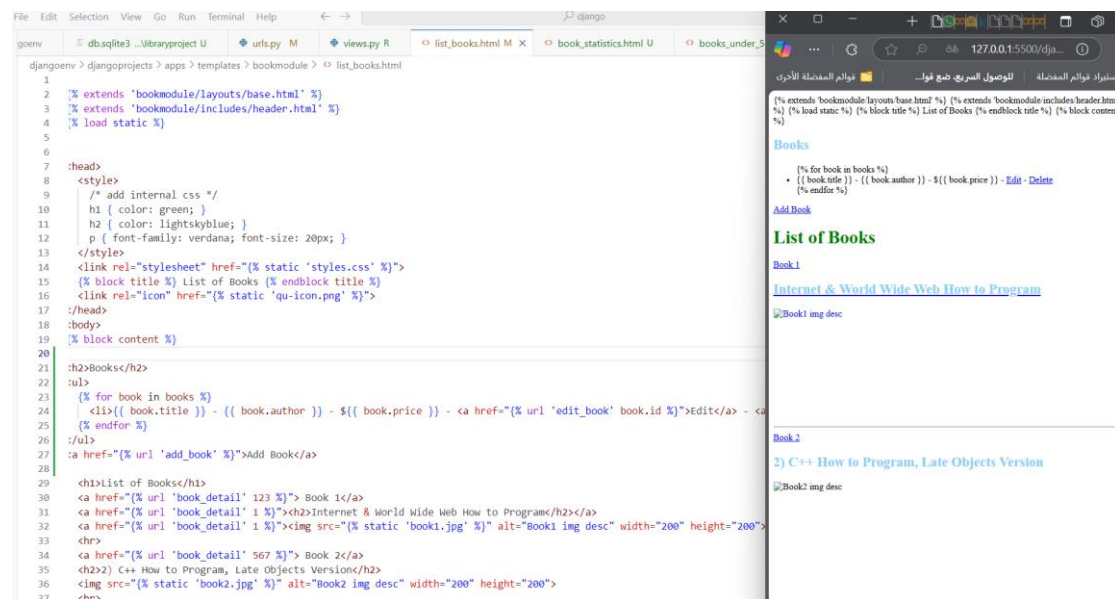 File Edit Selection View Go Run Terminal Help
django
goenv
db.sqlite3 ...\libraryproject U
urls.py M
views.py R
list_books.html M
book_statistics.html U
books_under_5
djangoenv > djangoprojects > apps > templates > bookmodule > list_books.html
1
2 {% extends 'bookmodule/layouts/base.html' %}
3 {% extends 'bookmodule/includes/header.html' %}
4 {% load static %}
5
6
7 <head>
8 <style>
9 /* add internal css */
10 h1 { color: green; }
11 h2 { color: lightskyblue; }
12 p { font-family: verdana; font-size: 20px; }
13 </style>
14 <link rel="stylesheet" href="{% static 'styles.css' %}">
15 {% block title %} List of Books {% endblock title %}
16 <link rel="icon" href="{% static 'qu-icon.png' %}">
17 </head>
18 <body>
19 {% block content %}
20
21 <h2>Books</h2>
22 <ul>
23 {% for book in books %}
24 <li>{{ book.title }} - {{ book.author }} - ${{ book.price }} - <a href="{% url 'edit_book' book.id %}">Edit</a> - <a
25 {% endfor %}
26 </ul>
27 <a href="{% url 'add_book' %}">Add Book</a>
28
29 <h1>List of Books</h1>
30 <a href="{% url 'book_detail' 123 %}"> Book 1</a>
31 <a href="{% url 'book_detail' 1 %}"><h2>Internet & World Wide Web How to Program</h2></a>
32 <a href="{% url 'book_detail' 1 %}"><img src="{% static 'book1.jpg' %}" alt="Book1 img desc" width="200" height="200">
33 <hr>
34 <a href="{% url 'book_detail' 567 %}"> Book 2</a>
35 <h2>2) C++ How to Program, Late Objects Version</h2>
36 <img src="{% static 'book2.jpg' %}" alt="Book2 img desc" width="200" height="200">
37 <hr>
127.0.0.1:5500/dja...
قوائم المفضلة الأخرى
للوصول السريع، ضع قوا...
ستيراد قوائم المفضلة
{% extends 'bookmodule/layouts/base.html' %} {% extends 'bookmodule/includes/header.htm
%} {% load static %} {% block title %} List of Books {% endblock title %} {% block conten
%}
Books
{% for book in books %}
• {{ book.title }} - {{ book.author }} - ${{ book.price }} - Edit - Delete
{% endfor %}
Add Book
List of Books
Book 1
Internet & World Wide Web How to Program
Book1 img desc
Book 2
2) C++ How to Program, Late Objects Version
Book2 img desc